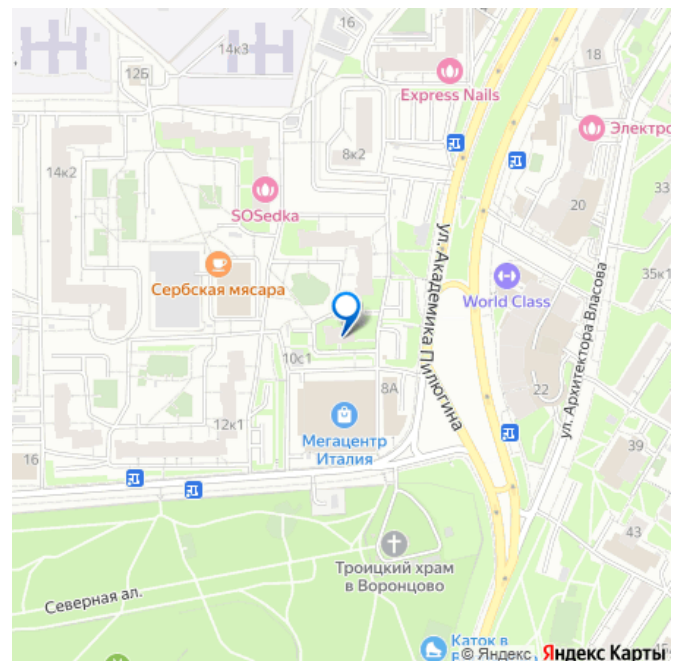 16
14к3
12Б
18
Express Nails
Электро
8к2
14к2
33
SOSedka
20
ул. Академика Пилюгина
35к1
Сербская мясара
World Class
ул. Архитектора Власова
10с1
8А
22
12к1
Мегацентр
Италия
16
39
43
Троицкий храм
в Воронцово
Северная ал.
Каток в
© Яндекс Яндекс Карты